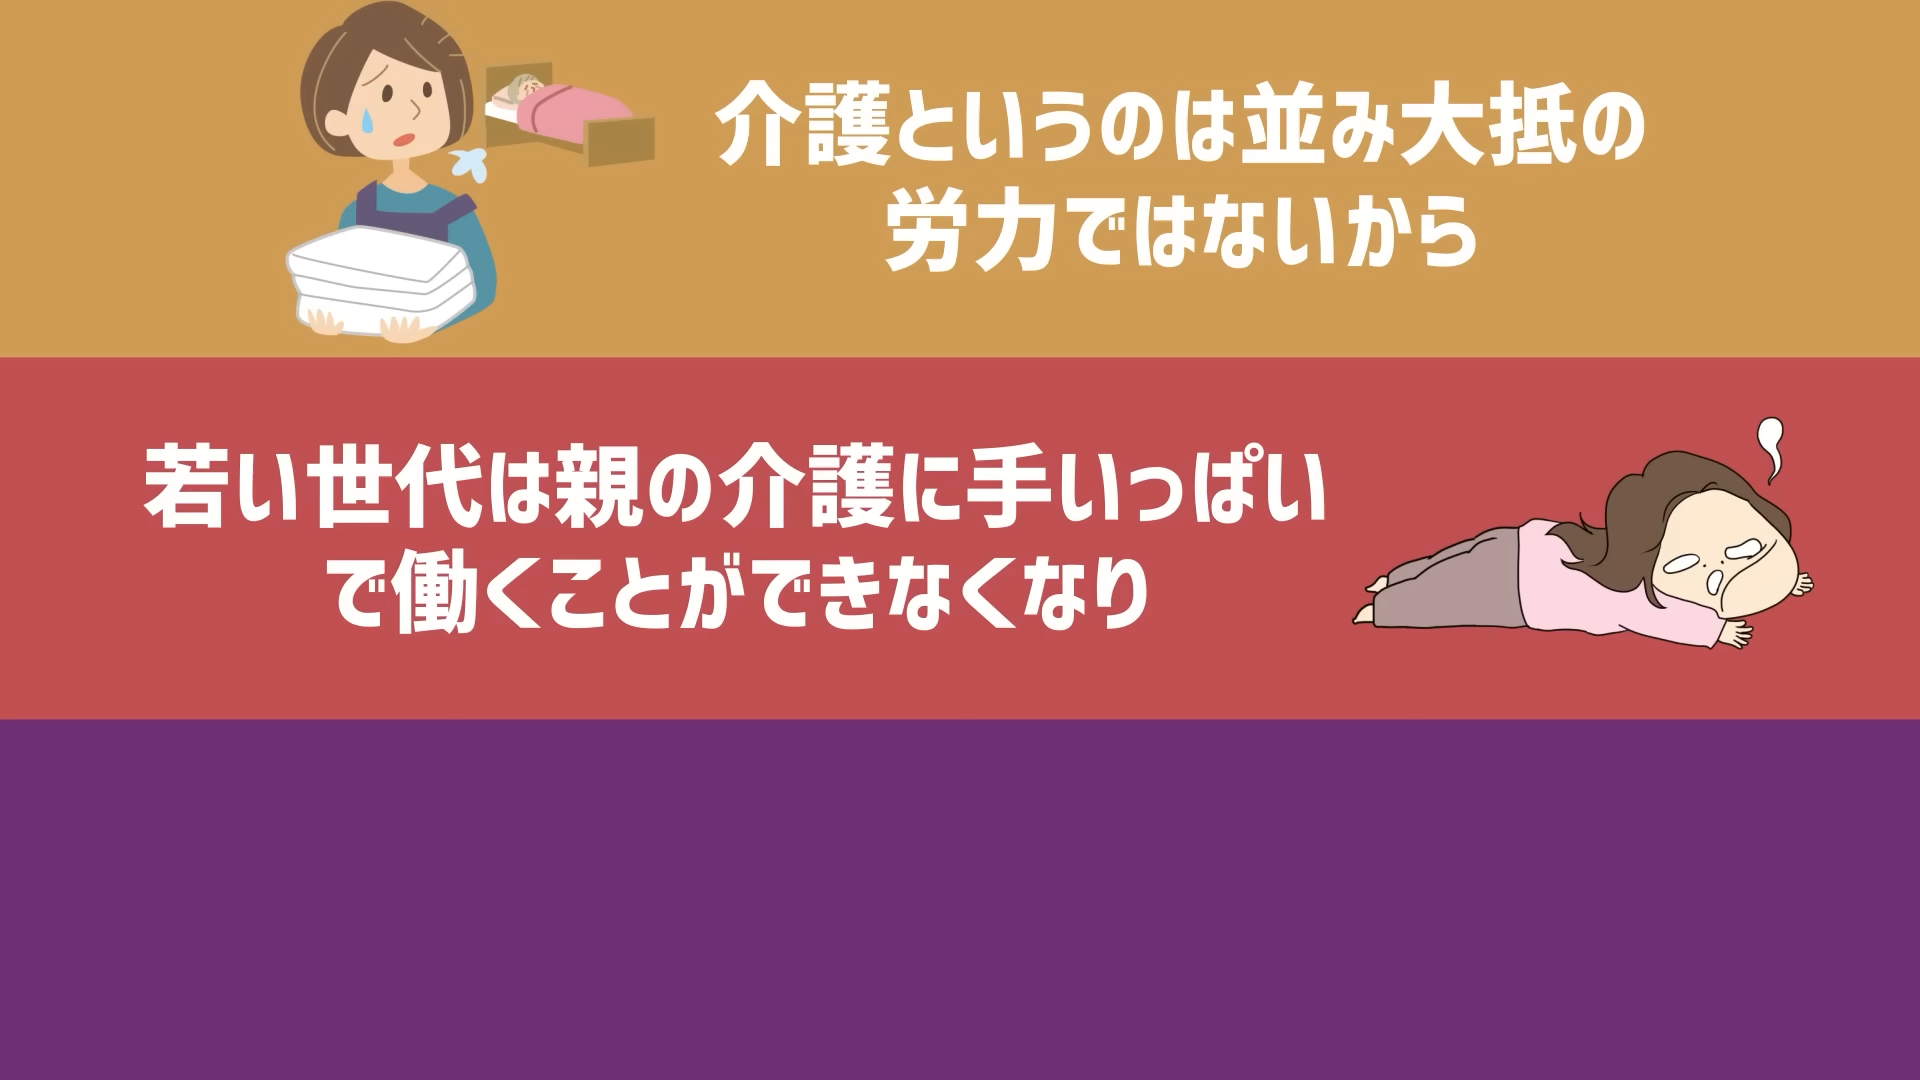 介護というのは並み大抵の
労力ではないから
若い世代は親の介護に手いっぱい
で働くことができなくなり